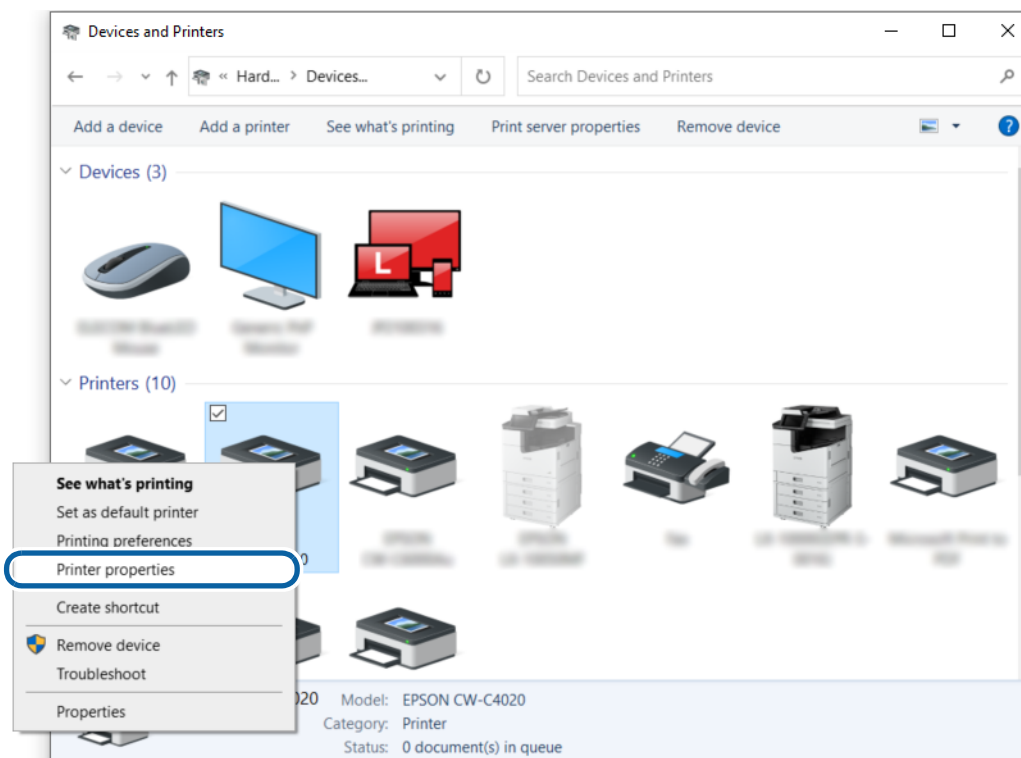 Devices and Printers
« Hard... > Devices...
Search Devices and Printers
Add a device
Add a printer
See what's printing
Print server properties
Remove device
?
Devices (3)
L
Printers (10)
See what's printing
Set as default printer
Printing preferences
Printer properties
0
Create shortcut
Remove device
Troubleshoot
Properties
020
Model: EPSON CW-C4020
Category: Printer
Status: 0 document(s) in queue